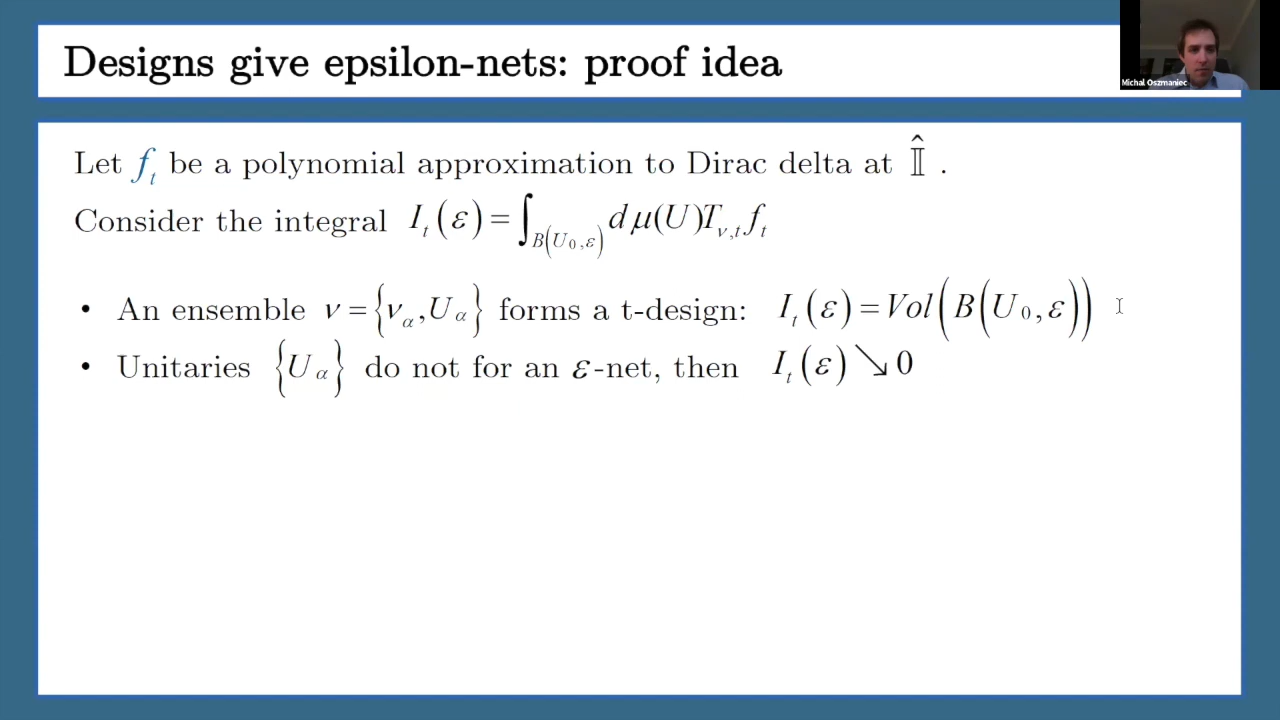 Designs give epsilon-nets: proof idea
Michal Oszmaniec
Let f_t be a polynomial approximation to Dirac delta at 𝕀̂ .
Consider the integral I_t(ε) = ∫_{B(U_0,ε)} dμ(U)T_{ν,t} f_t
• An ensemble ν = {ν_α, U_α} forms a t-design: I_t(ε) = Vol(B(U_0, ε))
• Unitaries {U_α} do not for an ε-net, then I_t(ε) ↘ 0